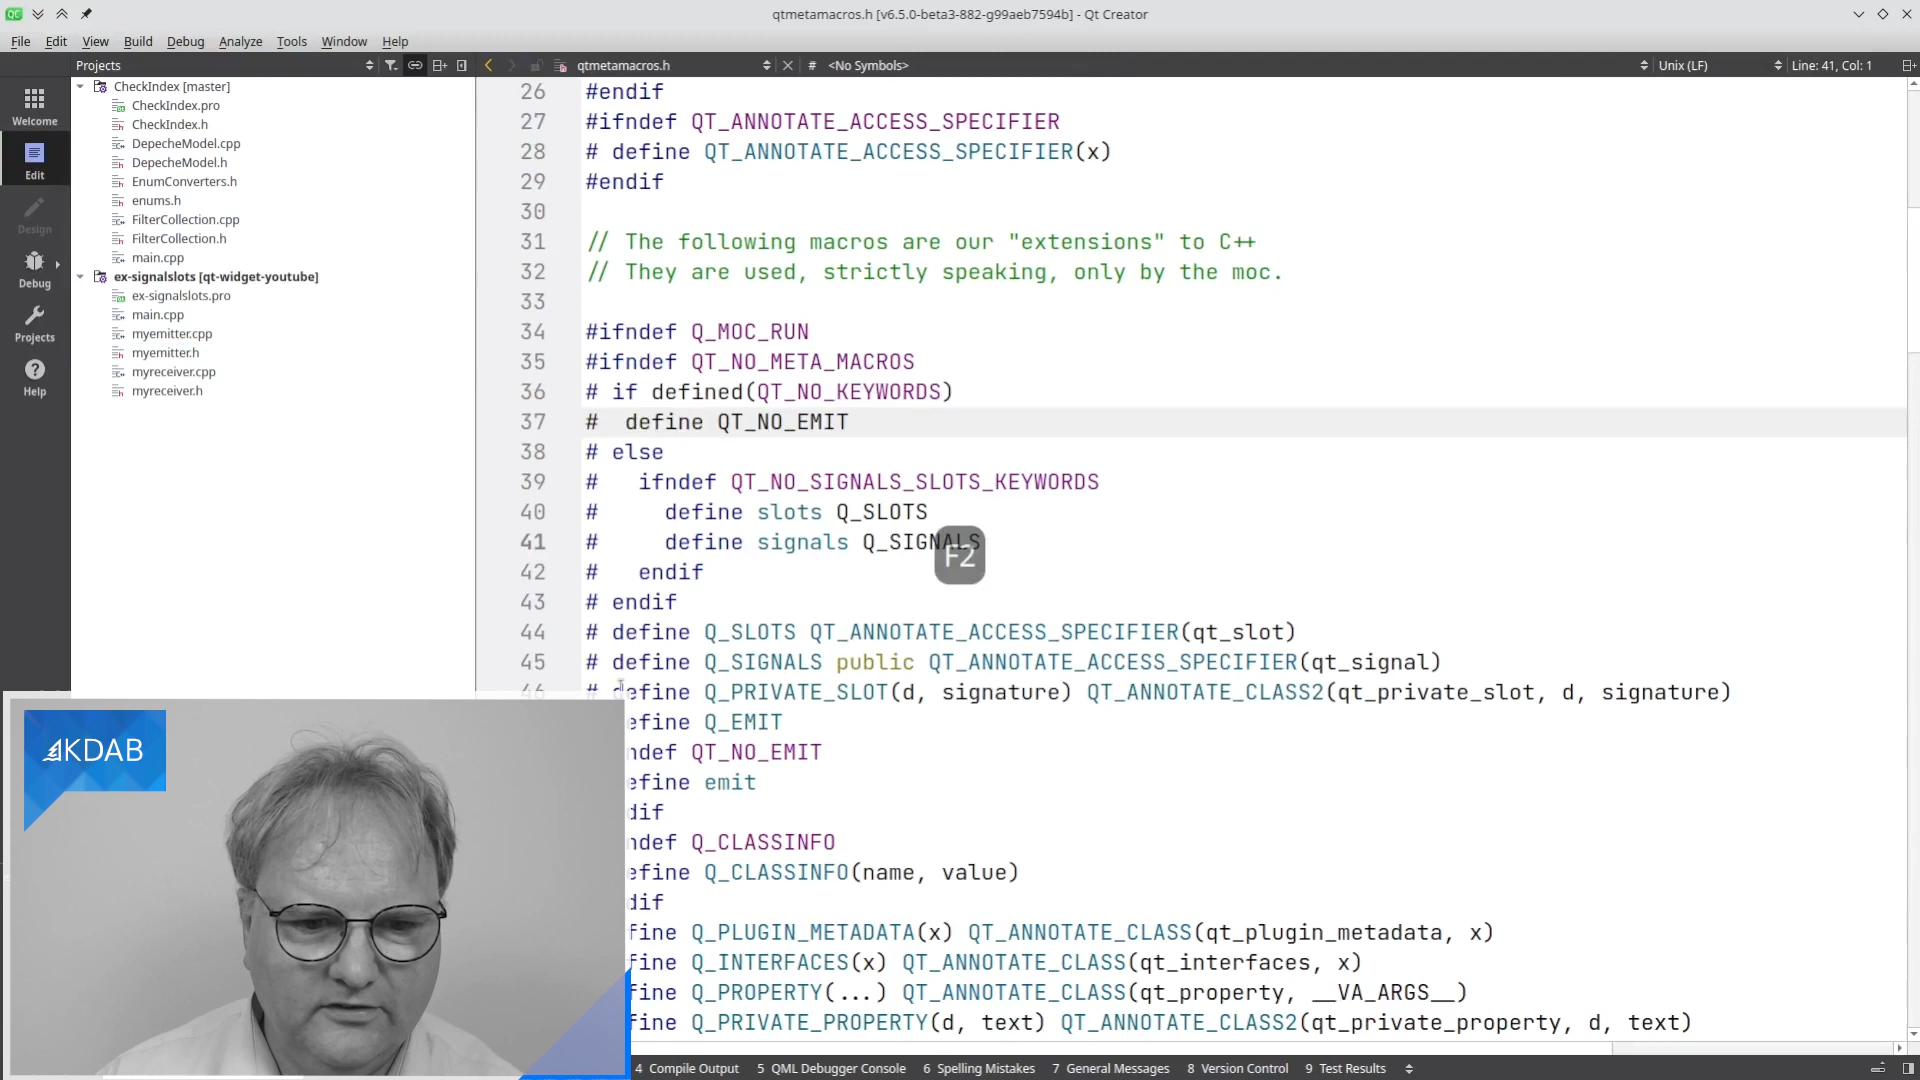 qtmetamacros.h [v6.5.0-beta3-882-g99aeb7594b] - Qt Creator
File Edit View Build Debug Analyze Tools Window Help
Projects
qtmetamacros.h
# <No Symbols>
Unix (LF)
Line: 41, Col: 1
Welcome
Edit
Design
Debug
Projects
Help
CheckIndex [master]
CheckIndex.pro
CheckIndex.h
DepecheModel.cpp
DepecheModel.h
EnumConverters.h
enums.h
FilterCollection.cpp
FilterCollection.h
main.cpp
ex-signalslots [qt-widget-youtube]
ex-signalslots.pro
main.cpp
myemitter.cpp
myemitter.h
myreceiver.cpp
myreceiver.h
26 #endif
27 #ifndef QT_ANNOTATE_ACCESS_SPECIFIER
28 # define QT_ANNOTATE_ACCESS_SPECIFIER(x)
29 #endif
30
31 // The following macros are our "extensions" to C++
32 // They are used, strictly speaking, only by the moc.
33
34 #ifndef Q_MOC_RUN
35 #ifndef QT_NO_META_MACROS
36 # if defined(QT_NO_KEYWORDS)
37 #  define QT_NO_EMIT
38 # else
39 #   ifndef QT_NO_SIGNALS_SLOTS_KEYWORDS
40 #     define slots Q_SLOTS
41 #     define signals Q_SIGNALS
42 #   endif
43 # endif
44 # define Q_SLOTS QT_ANNOTATE_ACCESS_SPECIFIER(qt_slot)
45 # define Q_SIGNALS public QT_ANNOTATE_ACCESS_SPECIFIER(qt_signal)
46 # define Q_PRIVATE_SLOT(d, signature) QT_ANNOTATE_CLASS2(qt_private_slot, d, signature)
efine Q_EMIT
ndef QT_NO_EMIT
efine emit
dif
ndef Q_CLASSINFO
efine Q_CLASSINFO(name, value)
dif
fine Q_PLUGIN_METADATA(x) QT_ANNOTATE_CLASS(qt_plugin_metadata, x)
fine Q_INTERFACES(x) QT_ANNOTATE_CLASS(qt_interfaces, x)
fine Q_PROPERTY(...) QT_ANNOTATE_CLASS(qt_property, __VA_ARGS__)
fine Q_PRIVATE_PROPERTY(d, text) QT_ANNOTATE_CLASS2(qt_private_property, d, text)
F2
KDAB
4 Compile Output 5 QML Debugger Console 6 Spelling Mistakes 7 General Messages 8 Version Control 9 Test Results